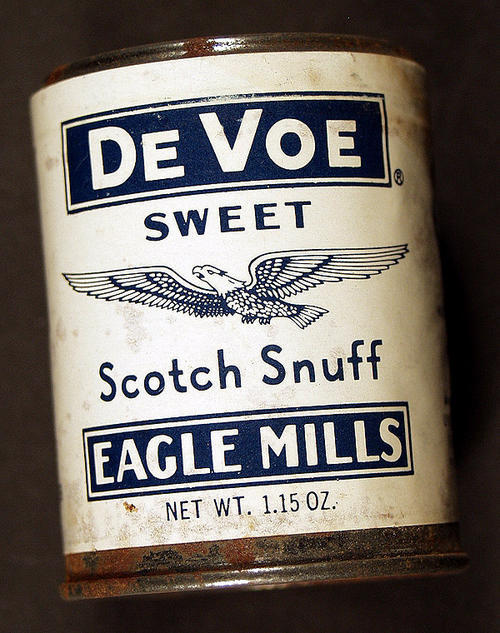 DE VOE ®
SWEET
Scotch Snuff
EAGLE MILLS
NET WT. 1.15 OZ.